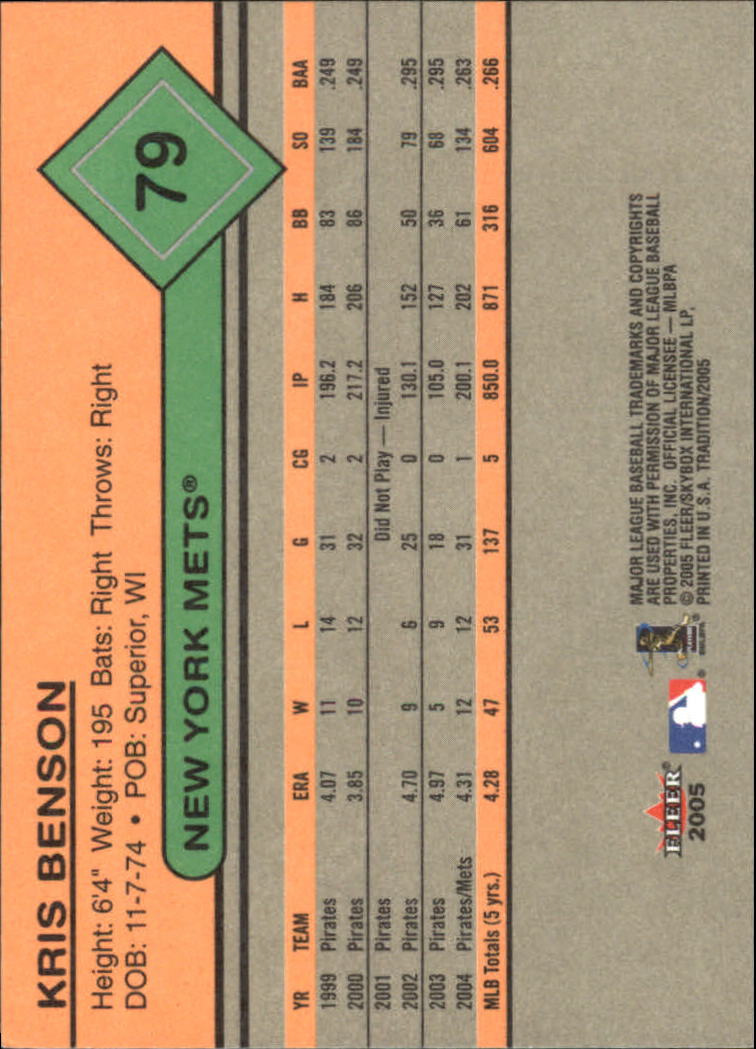 KRIS BENSON
Height: 6'4" Weight: 195 Bats: Right Throws: Right
DOB: 11-7-74 • POB: Superior, WI
79
NEW YORK METS®
YR TEAM ERA W L G CG IP H BB SO BAA
1999 Pirates 4.07 11 14 31 2 196.2 184 83 139 .249
2000 Pirates 3.85 10 12 32 2 217.2 206 86 184 .249
2001 Pirates Did Not Play — Injured
2002 Pirates 4.70 9 6 25 0 130.1 152 50 79 .295
2003 Pirates 4.97 5 9 18 0 105.0 127 36 68 .295
2004 Pirates/Mets 4.31 12 12 31 1 200.1 202 61 134 .263
MLB Totals (5 yrs.) 4.28 47 53 137 5 850.0 871 316 604 .266
FLEER®
2005
MAJOR LEAGUE BASEBALL TRADEMARKS AND COPYRIGHTS
ARE USED WITH PERMISSION OF MAJOR LEAGUE BASEBALL
PROPERTIES, INC. OFFICIAL LICENSEE — MLBPA
© 2005 FLEER/SKYBOX INTERNATIONAL LP,
PRINTED IN U.S.A. TRADITION/2005